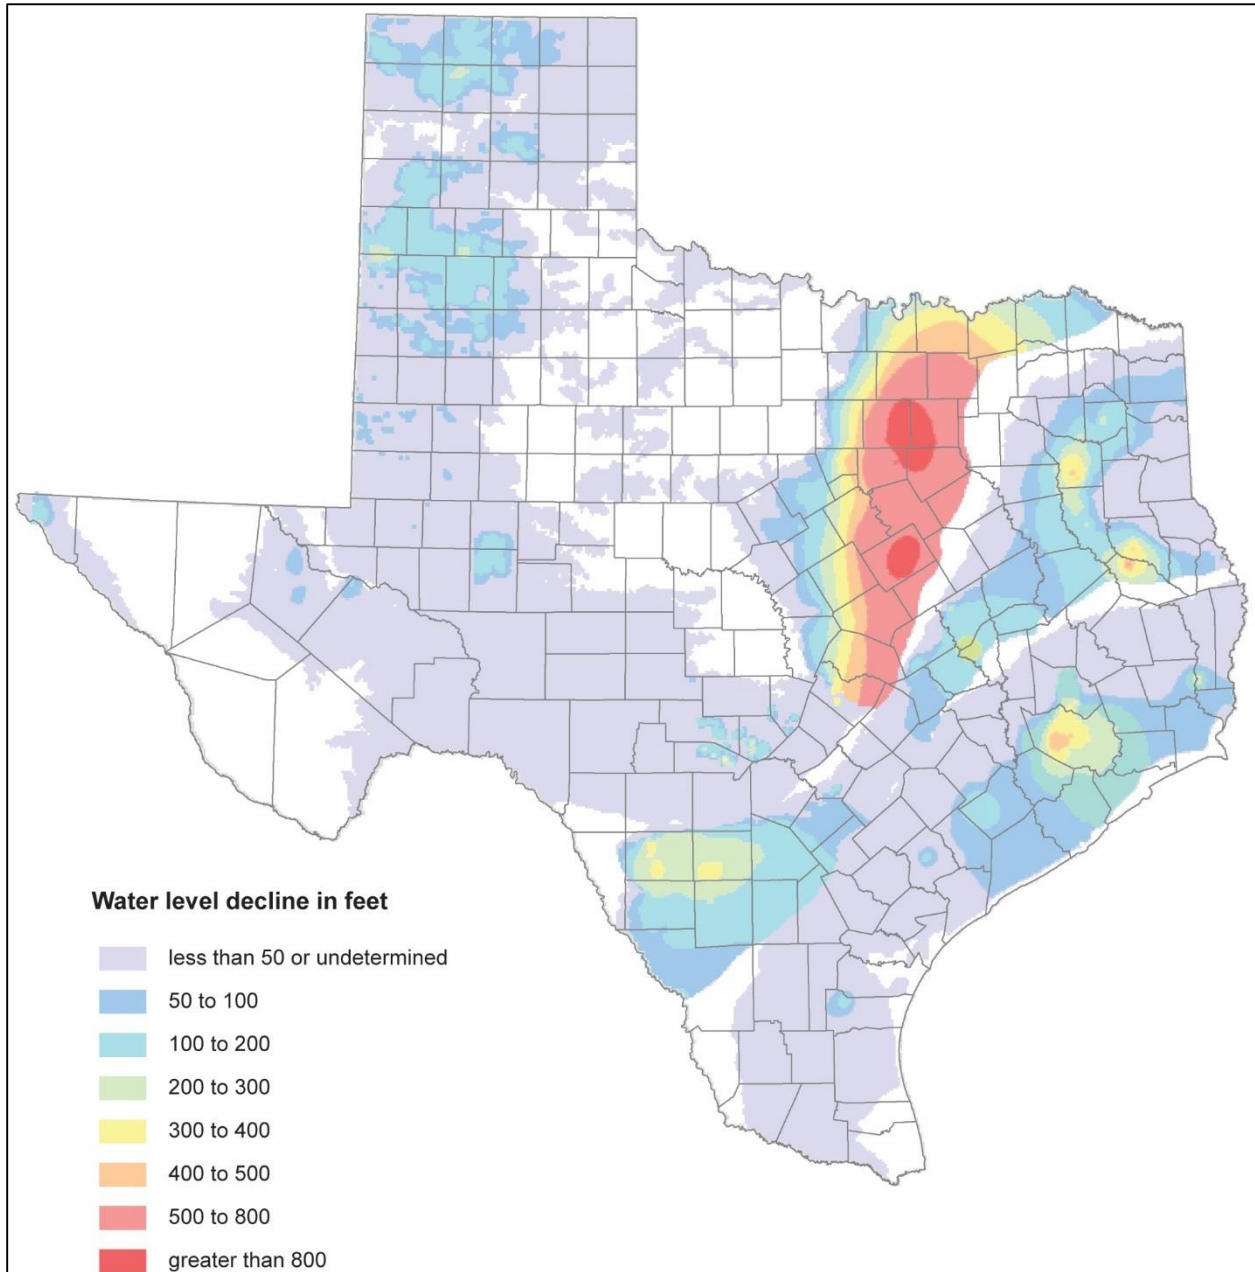 Water level decline in feet
less than 50 or undetermined
50 to 100
100 to 200
200 to 300
300 to 400
400 to 500
500 to 800
greater than 800